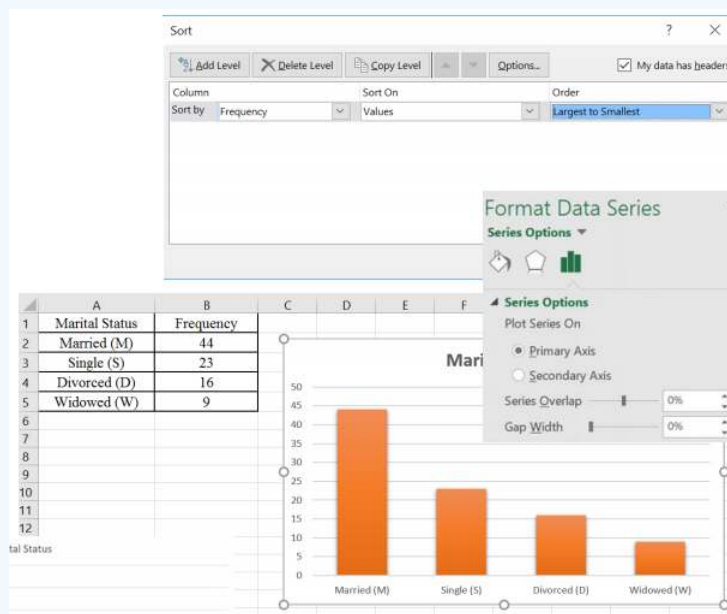 Sort
?
Add Level
Delete Level
Copy Level
Options...
My data has headers
Column
Sort On
Order
Sort by
Frequency
Values
Largest to Smallest
Format Data Series
Series Options
Series Options
Plot Series On
Primary Axis
Secondary Axis
Series Overlap
0%
Gap Width
0%
A B C D E F
1 Marital Status Frequency
2 Married (M) 44
3 Single (S) 23
4 Divorced (D) 16
5 Widowed (W) 9
6
7
8
9
10
11
12
Mari
50
45
40
35
30
25
20
15
10
5
0
Married (M) Single (S) Divorced (D) Widowed (W)
tal Status